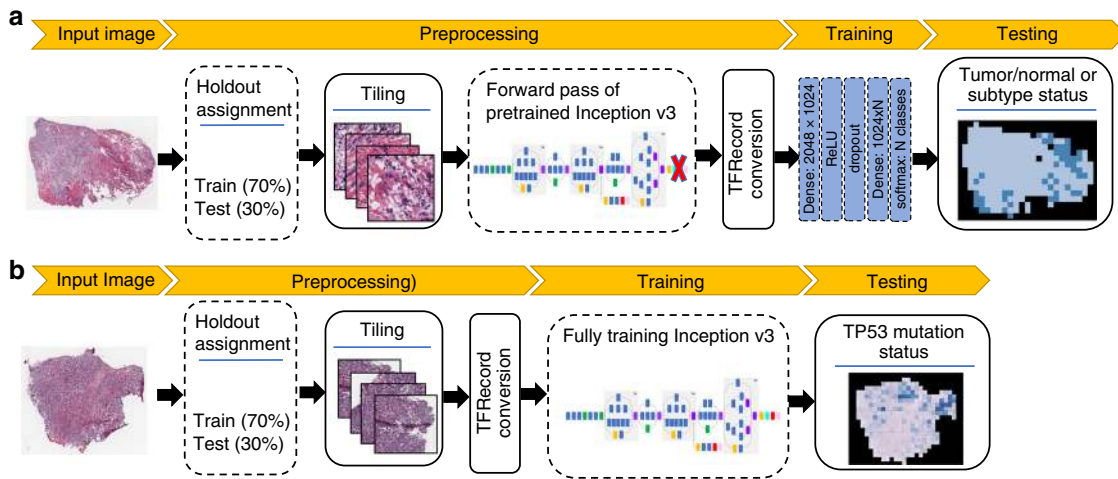 a
Input image
Preprocessing
Training
Testing
Holdout
assignment
Train (70%)
Test (30%)
Tiling
Forward pass of
pretrained Inception v3
TFRecord
conversion
Dense: 2048 × 1024
ReLU
dropout
Dense: 1024xN
softmax: N classes
Tumor/normal or
subtype status
b
Input Image
Preprocessing)
Training
Testing
Holdout
assignment
Train (70%)
Test (30%)
Tiling
TFRecord
conversion
Fully training Inception v3
TP53 mutation
status